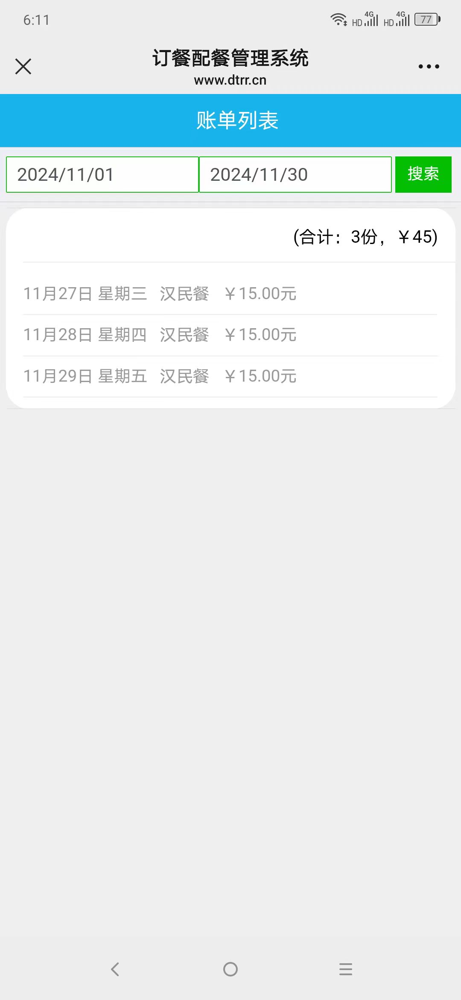 6:11
HD 4G HD 4G 77
订餐配餐管理系统
www.dtrr.cn
账单列表
2024/11/01 2024/11/30 搜索
(合计：3份，￥45)
11月27日 星期三 汉民餐 ￥15.00元
11月28日 星期四 汉民餐 ￥15.00元
11月29日 星期五 汉民餐 ￥15.00元